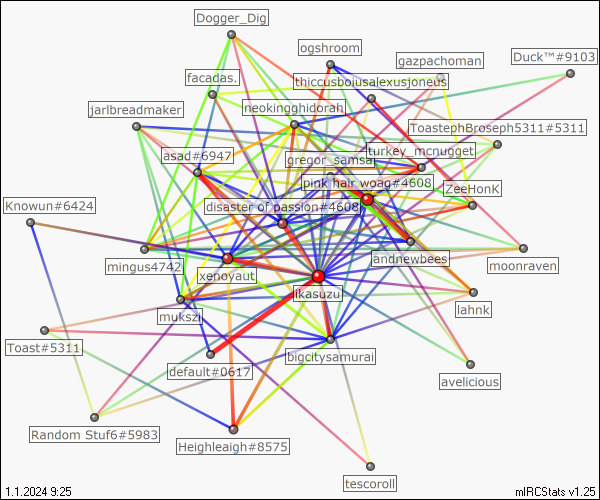 Dogger_Dig
ogshroom
gazpachoman
Duck™#9103
facadas.
thiccusboiusalexusjoneus
jarlbreadmaker
neokingghidorah
ToastephBroseph5311#5311
asad#6947
turkey_mcnugget
gregor_samsa
pink hair woag#4608
ZeeHonK
Knowun#6424
disaster of passion#4608
mingus4742
xenoyaut
andnewbees
moonraven
ikasuzu
lahnk
mukszi
Toast#5311
default#0617
bigcitysamurai
avelicious
Random Stuf6#5983
Heighleaigh#8575
tescoroll
1.1.2024 9:25
mIRCStats v1.25